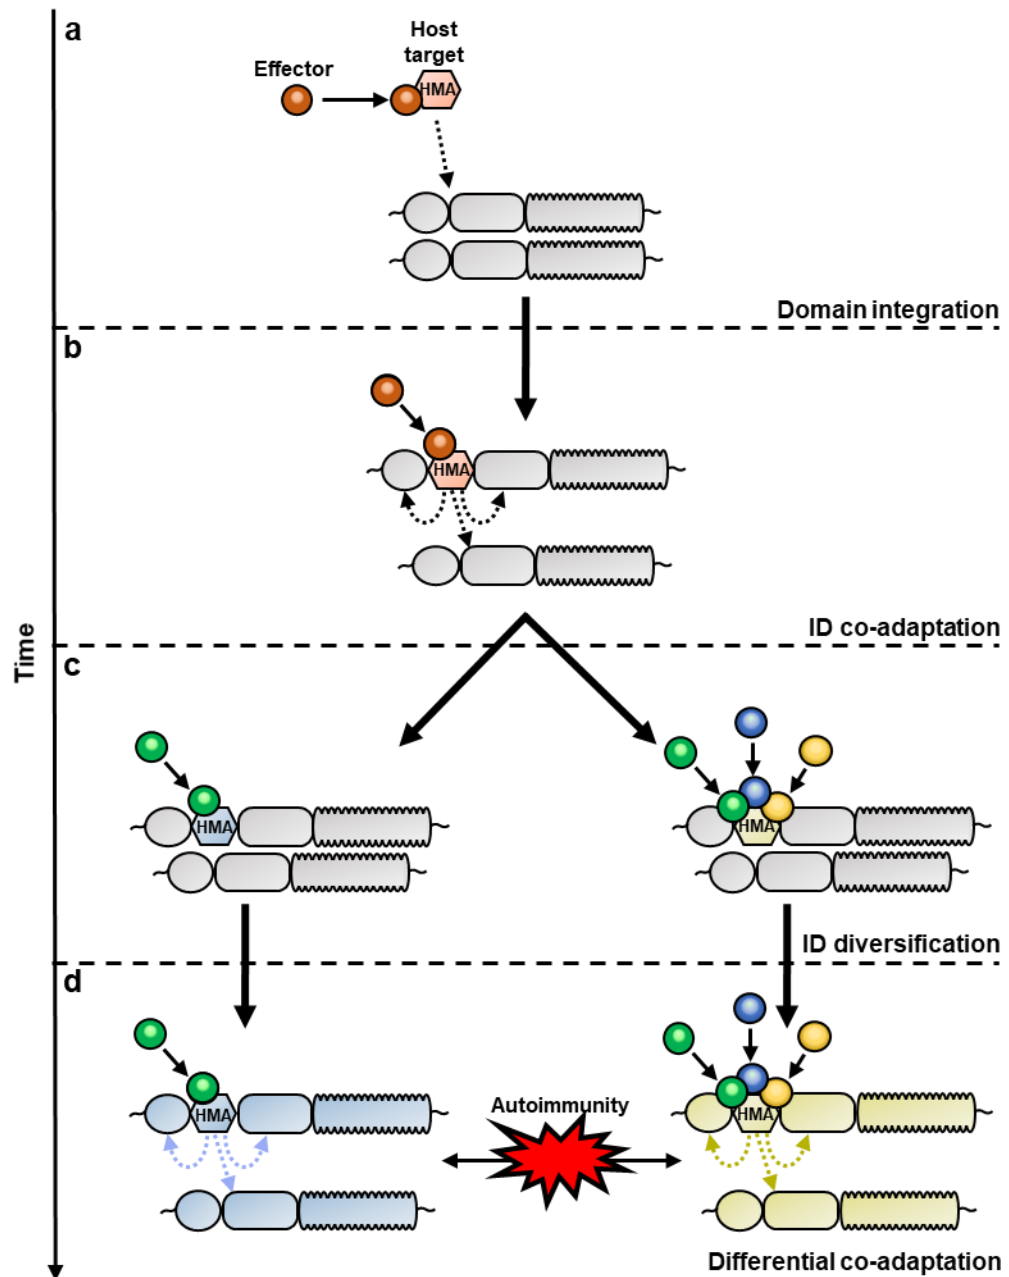 a
Host
target
Effector
HMA
Domain integration
b
HMA
ID co-adaptation
Time
c
HMA
HMA
ID diversification
d
HMA
HMA
Autoimmunity
Differential co-adaptation